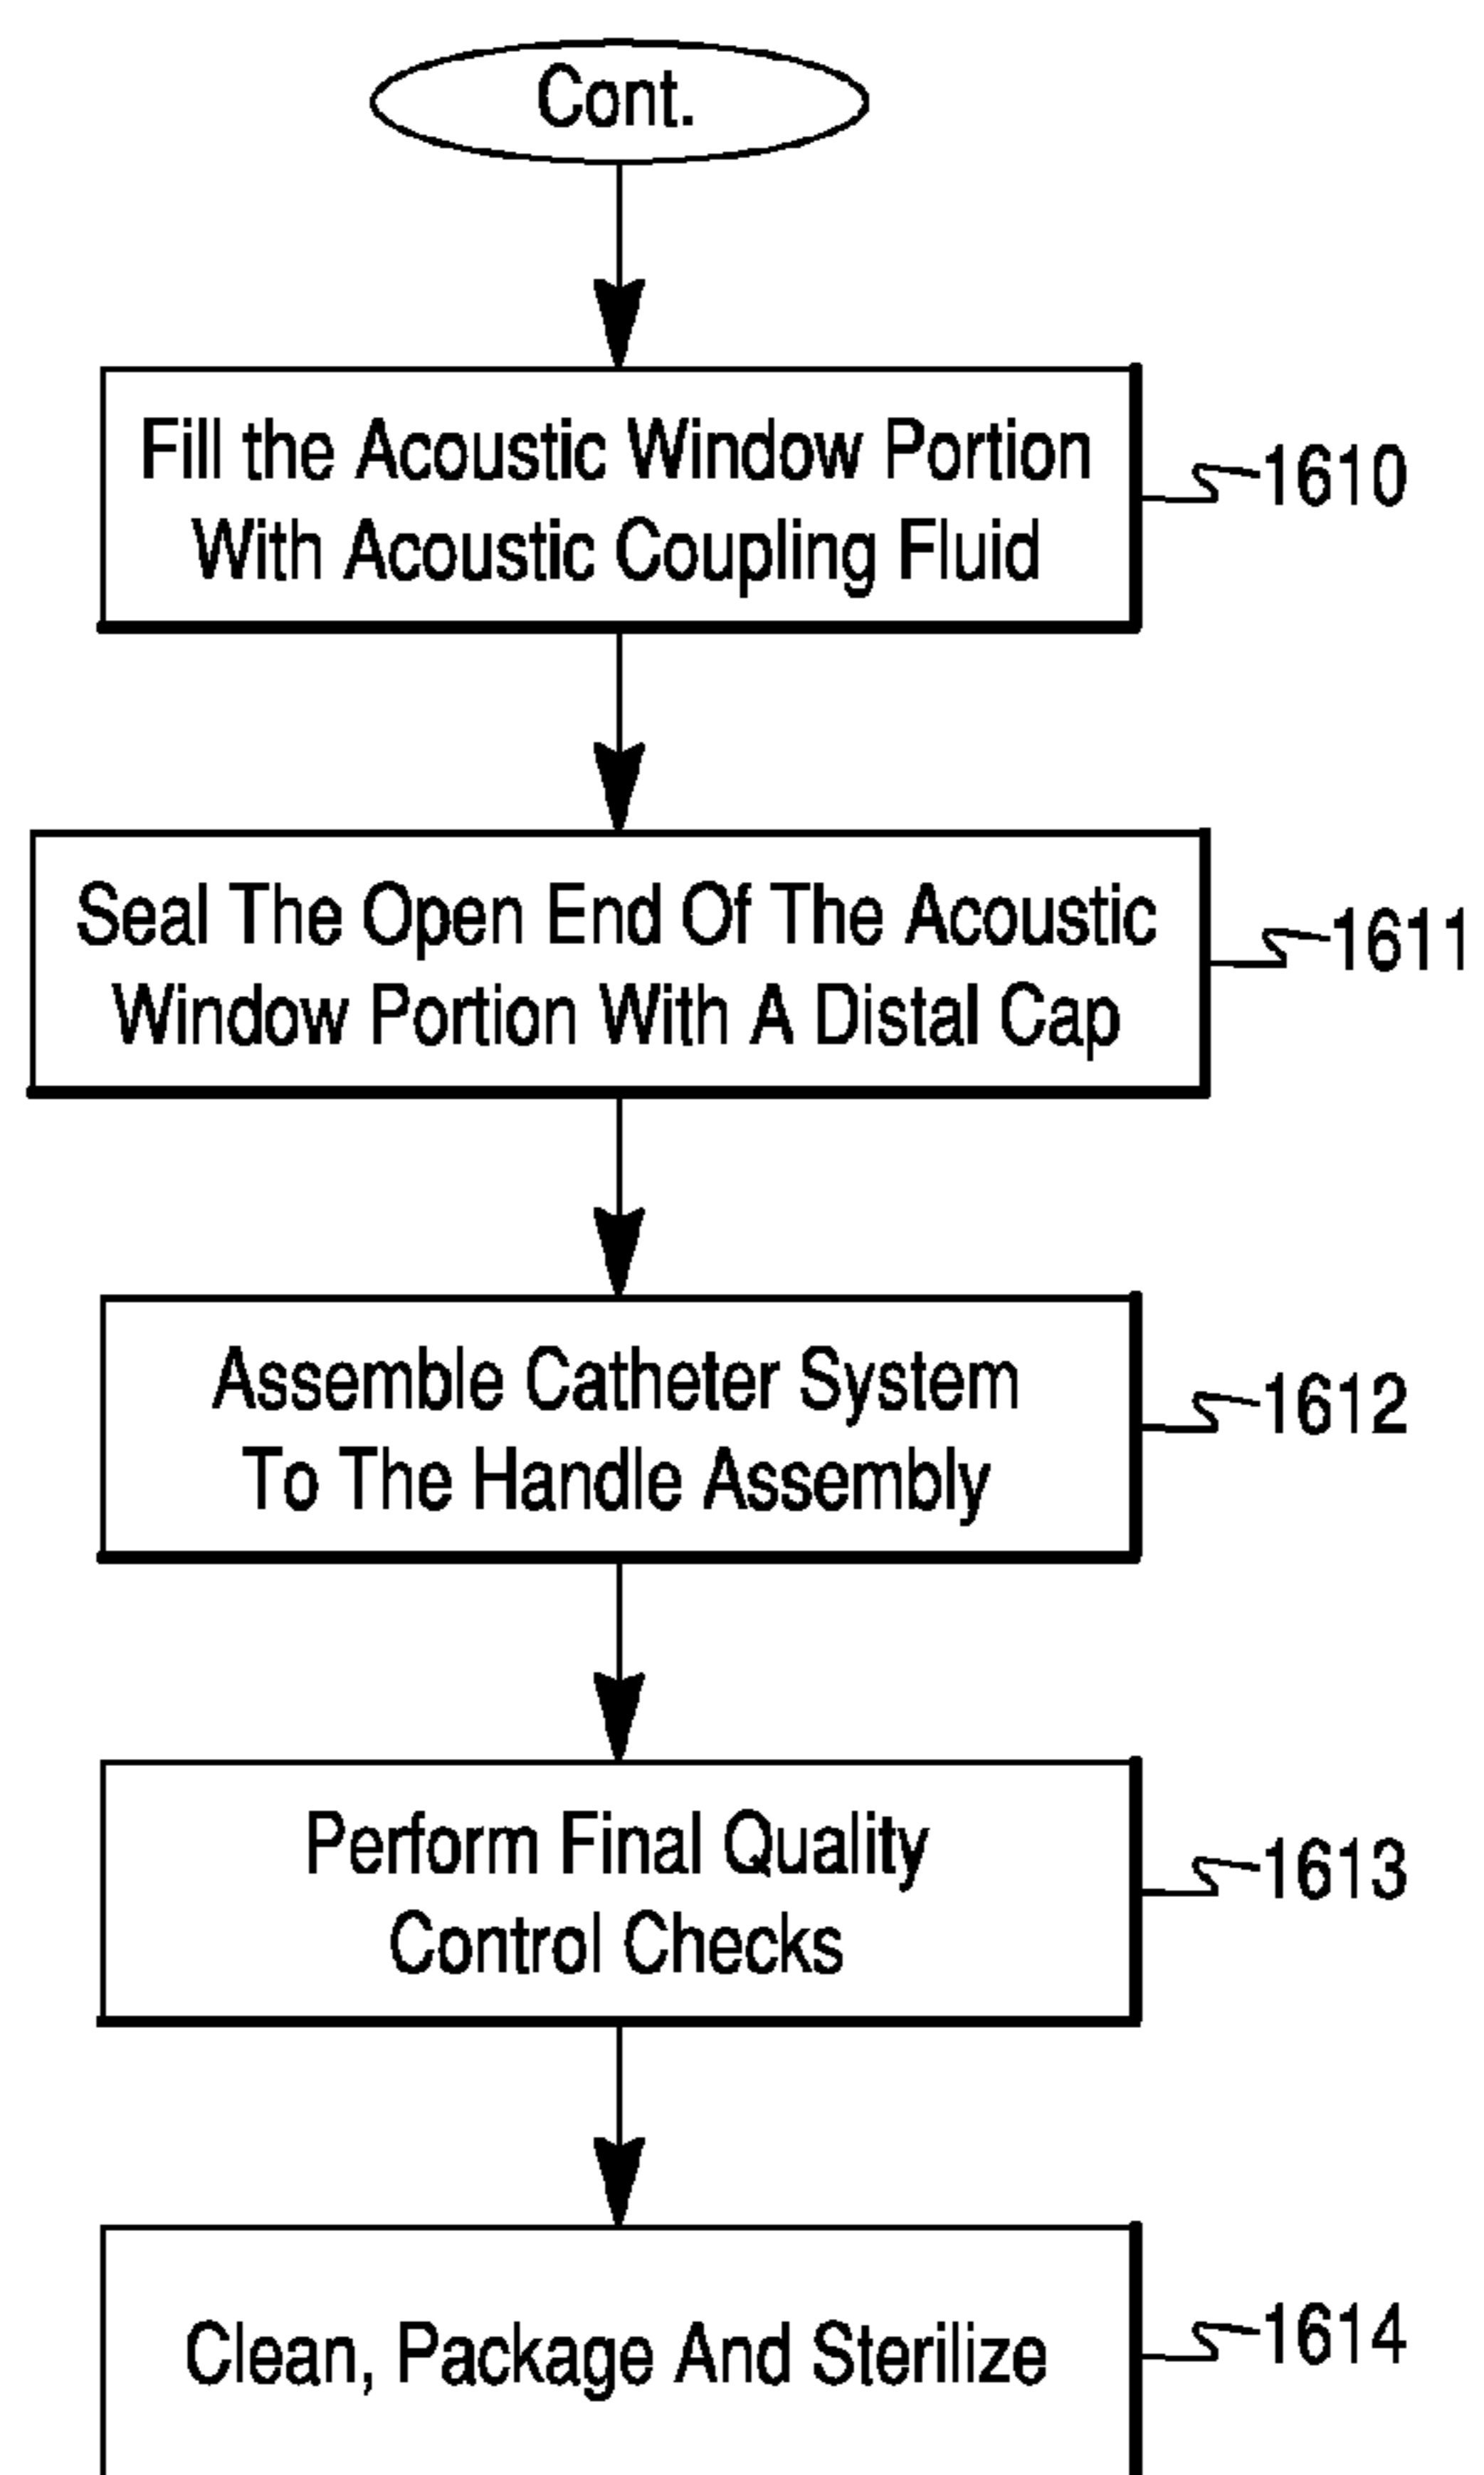 Cont.
Fill the Acoustic Window Portion
With Acoustic Coupling Fluid
1610
Seal The Open End Of The Acoustic
Window Portion With A Distal Cap
1611
Assemble Catheter System
To The Handle Assembly
1612
Perform Final Quality
Control Checks
1613
Clean, Package And Sterilize
1614